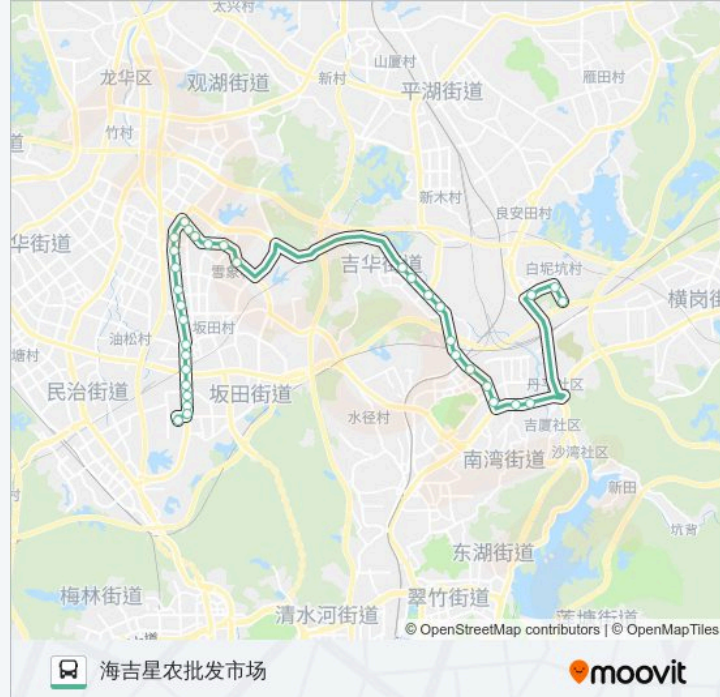 太兴村
山厦村
龙华区
观湖街道
新村
雁田村
平湖街道
竹村
道
新木村
良安田村
华街道
吉华街道
白坭坑村
雪象
横岗街
油松村
坂田村
塘村
民治街道
坂田街道
水径村
吉厦社区
南湾街道
沙湾社区
新田
村
坑背
东湖街道
梅林街道
翠竹街道
清水河街道
莲塘街道
© OpenStreetMap contributors | © OpenMapTiles
海吉星农批发市场
moovit